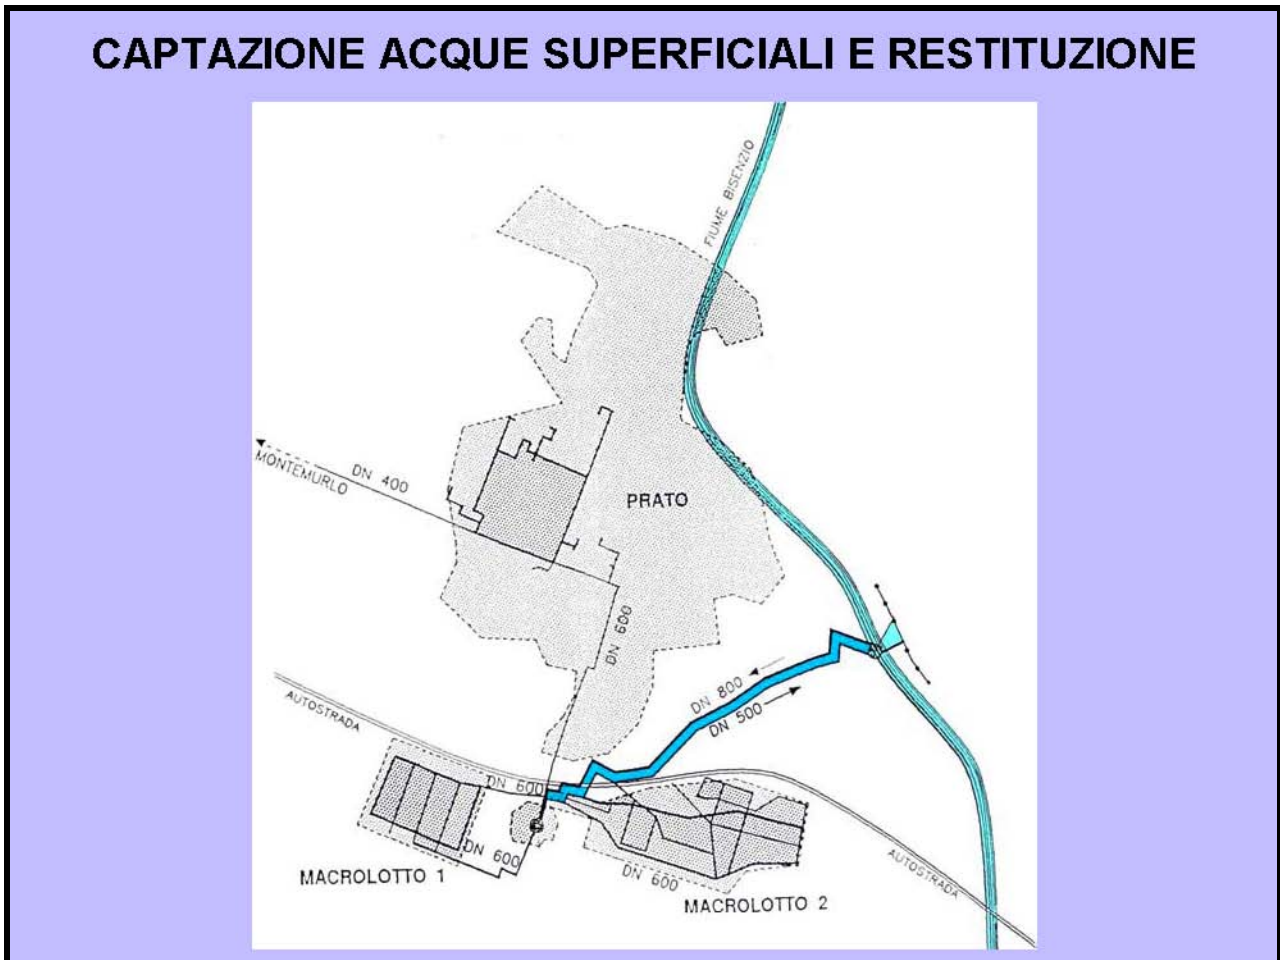 CAPTAZIONE ACQUE SUPERFICIALI E RESTITUZIONE
FIUME BISENZIO
MONTEMURLO
DN 400
PRATO
DN 600
DN 800
DN 500
AUTOSTRADA
DN 600
DN 600
DN 600
MACROLOTTO 1
MACROLOTTO 2
AUTOSTRADA